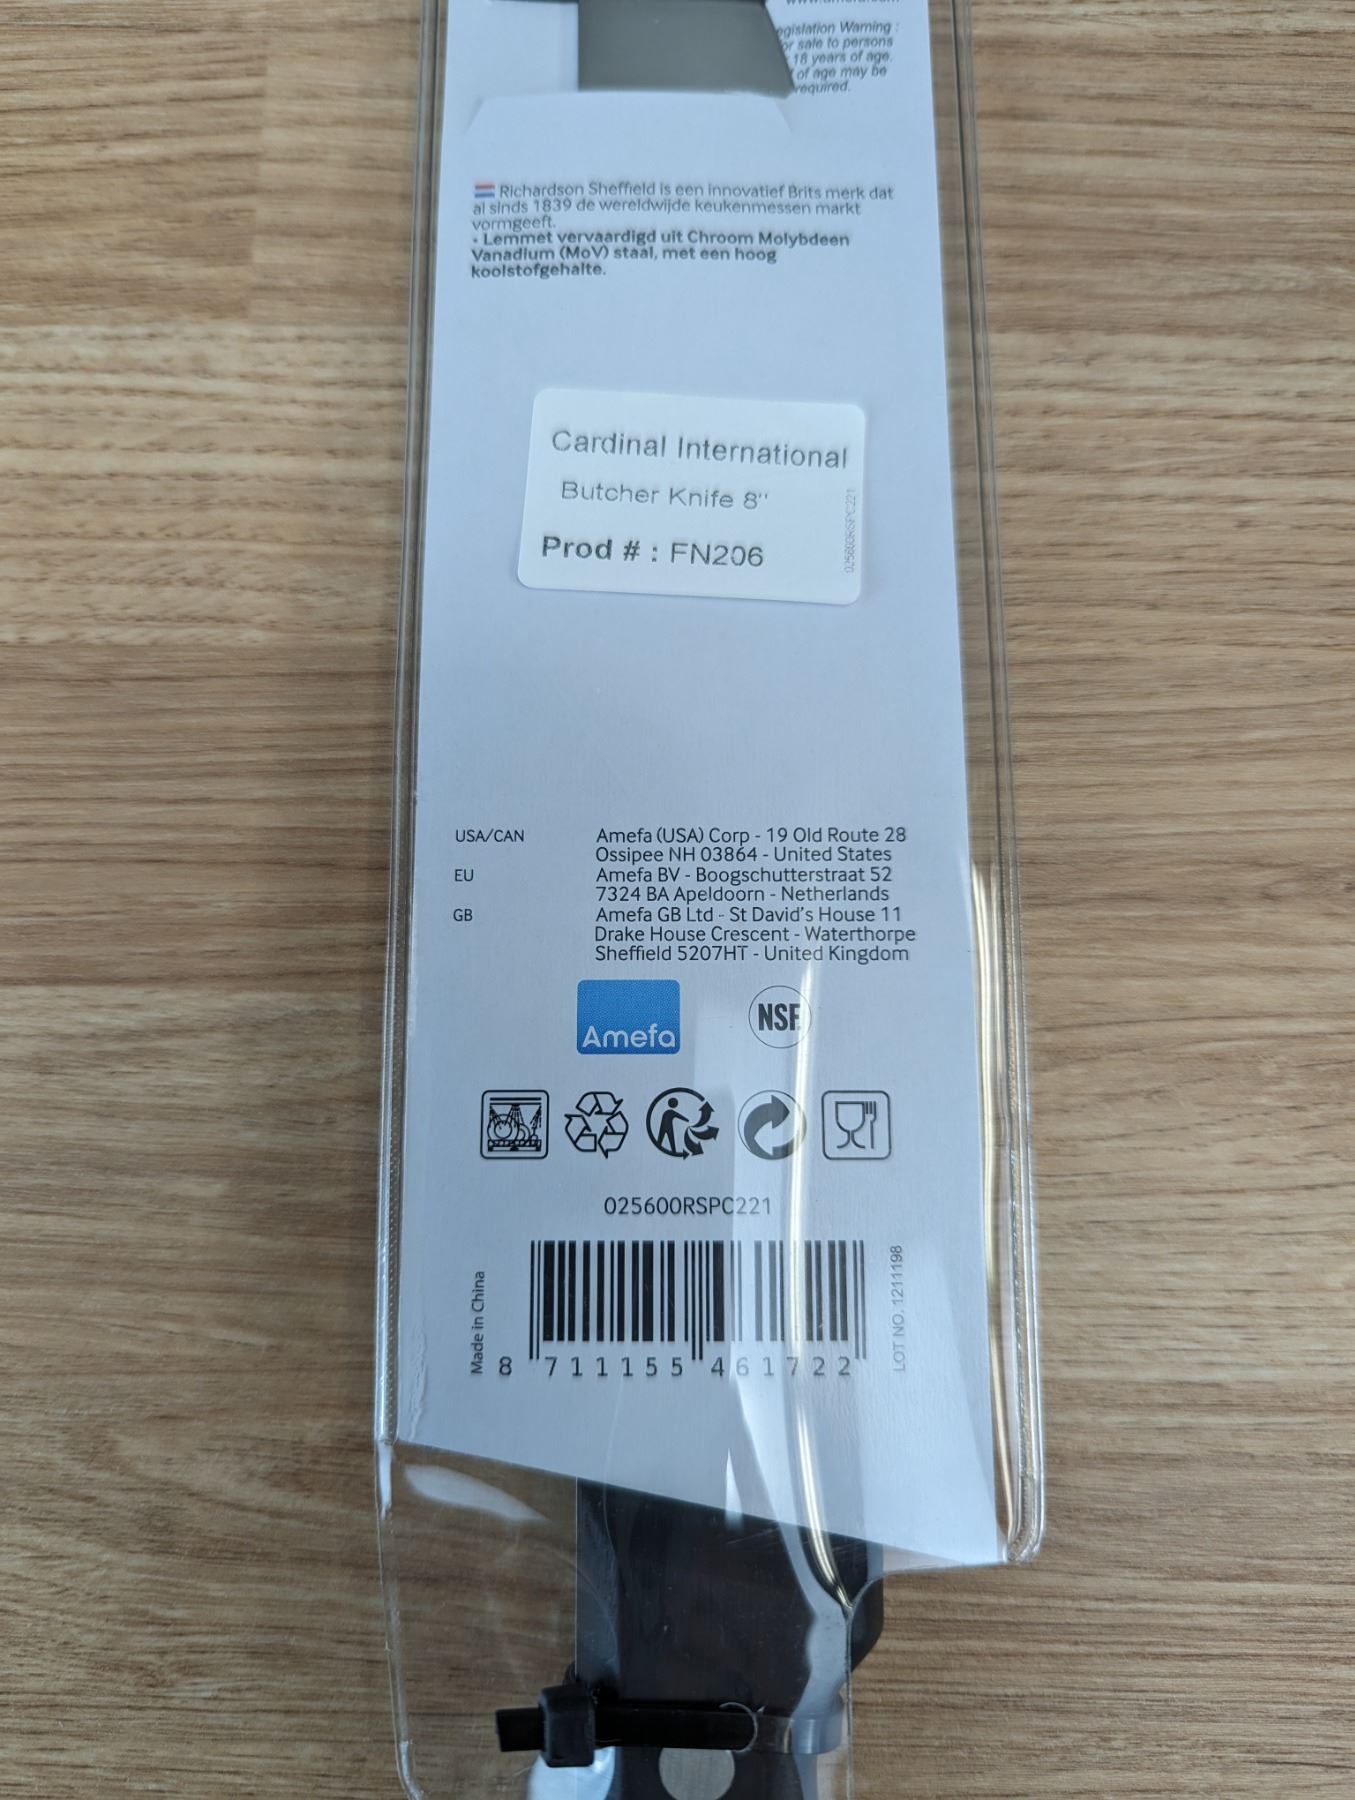 egislation Warning :
or sale to persons
18 years of age.
of age may be
required.
Richardson Sheffield is een innovatief Brits merk dat
al sinds 1839 de wereldwijde keukenmessen markt
vormgeeft.
• Lemmet vervaardigd uit Chroom Molybdeen
Vanadium (MoV) staal, met een hoog
koolstofgehalte.
Cardinal International
Butcher Knife 8''
Prod # : FN206
025600RSPC221
USA/CAN Amefa (USA) Corp - 19 Old Route 28
Ossipee NH 03864 - United States
EU Amefa BV - Boogschutterstraat 52
7324 BA Apeldoorn - Netherlands
GB Amefa GB Ltd - St David's House 11
Drake House Crescent - Waterthorpe
Sheffield S207HT - United Kingdom
Amefa
NSF
025600RSPC221
Made in China
8 711155 461722
LOT NO. 1211198